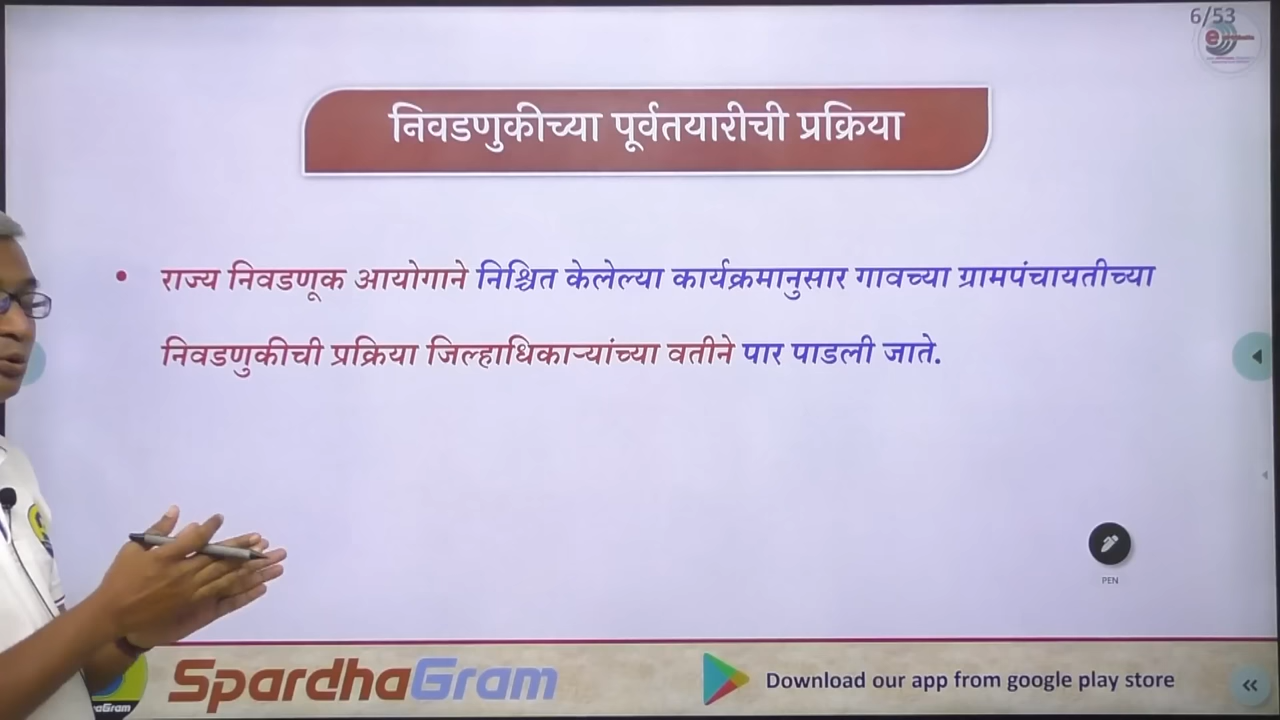 6/53
निवडणुकीच्या पूर्वतयारीची प्रक्रिया
• राज्य निवडणूक आयोगाने निश्चित केलेल्या कार्यक्रमानुसार गावच्या ग्रामपंचायतीच्या
निवडणुकीची प्रक्रिया जिल्हाधिकाऱ्यांच्या वतीने पार पाडली जाते.
PEN
aGram
SpardhaGram
Download our app from google play store